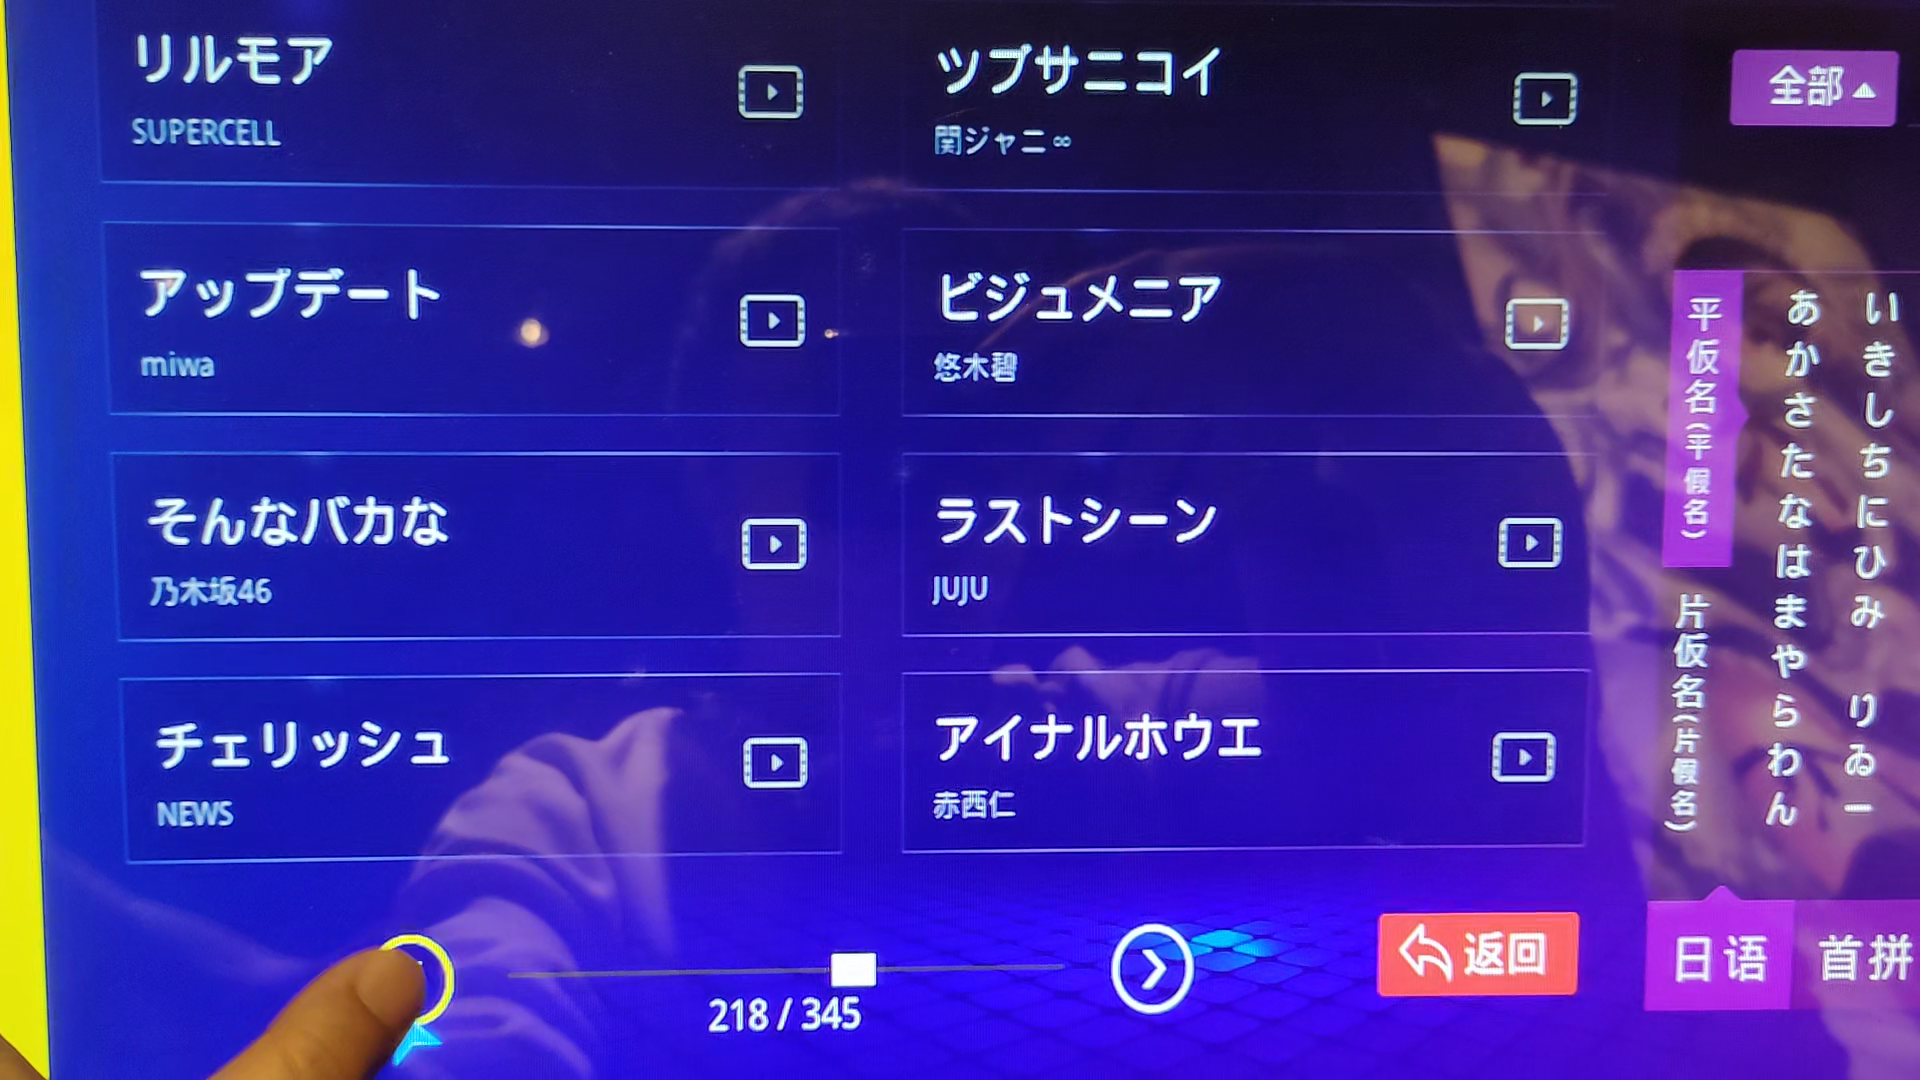 リルモア
SUPERCELL
ツブサニコイ
関ジャニ∞
アップデート
miwa
ビジュメニア
悠木碧
そんなバカな
乃木坂46
ラストシーン
JUJU
チェリッシュ
NEWS
アイナルホウエ
赤西仁
218 / 345
返回
全部
平仮名(平假名)
片仮名(片假名)
あかさたなはまやらわん
いきしちにひみ りゐー
日语
首拼